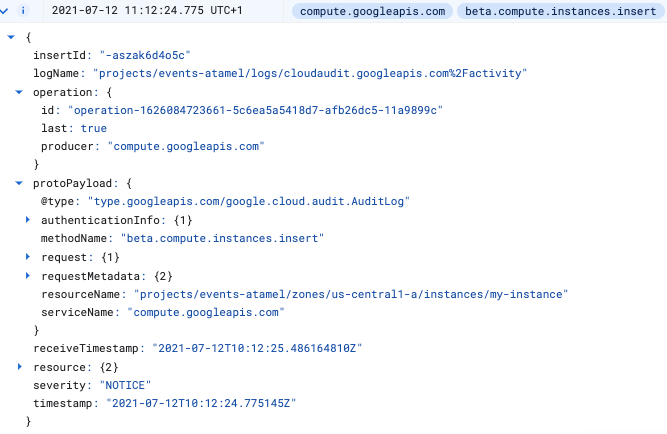 2021-07-12 11:12:24.775 UTC+1 compute.googleapis.com beta.compute.instances.insert
{
insertId: "-aszak6d4o5c"
logName: "projects/events-atamel/logs/cloudaudit.googleapis.com%2Factivity"
operation: {
id: "operation-1626084723661-5c6ea5a5418d7-afb26dc5-11a9899c"
last: true
producer: "compute.googleapis.com"
}
protoPayload: {
@type: "type.googleapis.com/google.cloud.audit.AuditLog"
authenticationInfo: {1}
methodName: "beta.compute.instances.insert"
request: {1}
requestMetadata: {2}
resourceName: "projects/events-atamel/zones/us-central1-a/instances/my-instance"
serviceName: "compute.googleapis.com"
}
receiveTimestamp: "2021-07-12T10:12:25.486164810Z"
resource: {2}
severity: "NOTICE"
timestamp: "2021-07-12T10:12:24.775145Z"
}